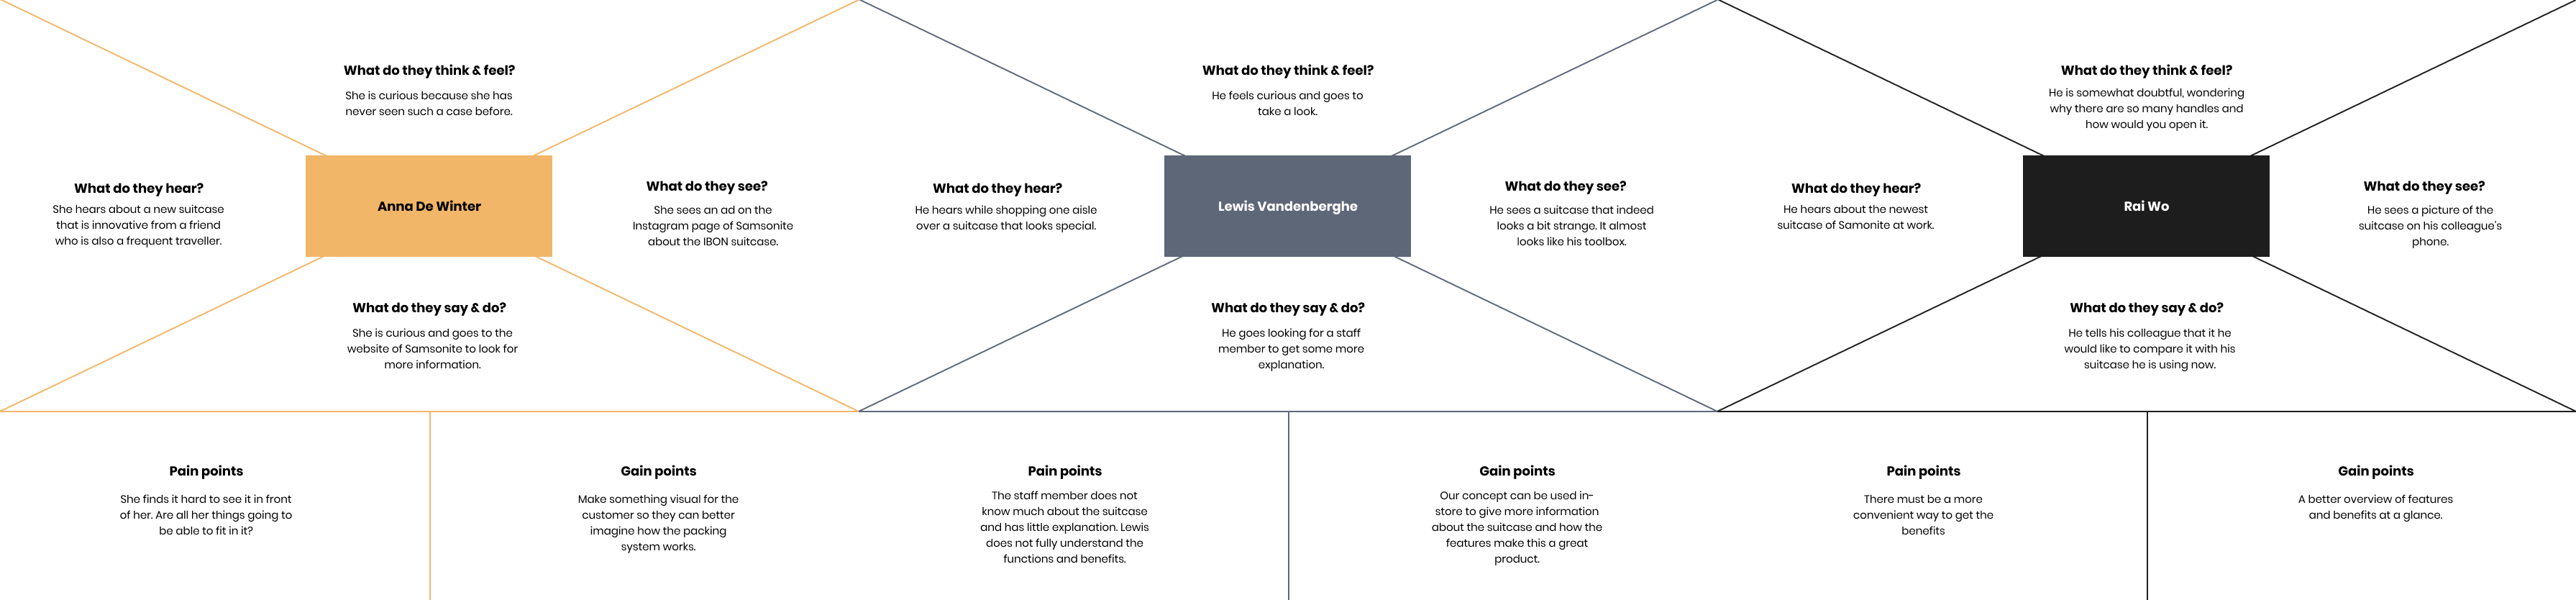 What do they think & feel?
She is curious because she has
never seen such a case before.
What do they hear?
She hears about a new suitcase
that is innovative from a friend
who is also a frequent traveller.
Anna De Winter
What do they see?
She sees an ad on the
Instagram page of Samsonite
about the IBON suitcase.
What do they say & do?
She is curious and goes to the
website of Samsonite to look for
more information.
Pain points
She finds it hard to see it in front
of her. Are all her things going to
be able to fit in it?
Gain points
Make something visual for the
customer so they can better
imagine how the packing
system works.
What do they think & feel?
He feels curious and goes to
take a look.
What do they hear?
He hears while shopping one aisle
over a suitcase that looks special.
Lewis Vandenberghe
What do they see?
He sees a suitcase that indeed
looks a bit strange. It almost
looks like his toolbox.
What do they say & do?
He goes looking for a staff
member to get some more
explanation.
Pain points
The staff member does not
know much about the suitcase
and has little explanation. Lewis
does not fully understand the
functions and benefits.
Gain points
Our concept can be used in-
store to give more information
about the suitcase and how the
features make this a great
product.
What do they think & feel?
He is somewhat doubtful, wondering
why there are so many handles and
how would you open it.
What do they hear?
He hears about the newest
suitcase of Samonite at work.
Rai Wo
What do they see?
He sees a picture of the
suitcase on his colleague's
phone.
What do they say & do?
He tells his colleague that it he
would like to compare it with his
suitcase he is using now.
Pain points
There must be a more
convenient way to get the
benefits
Gain points
A better overview of features
and benefits at a glance.